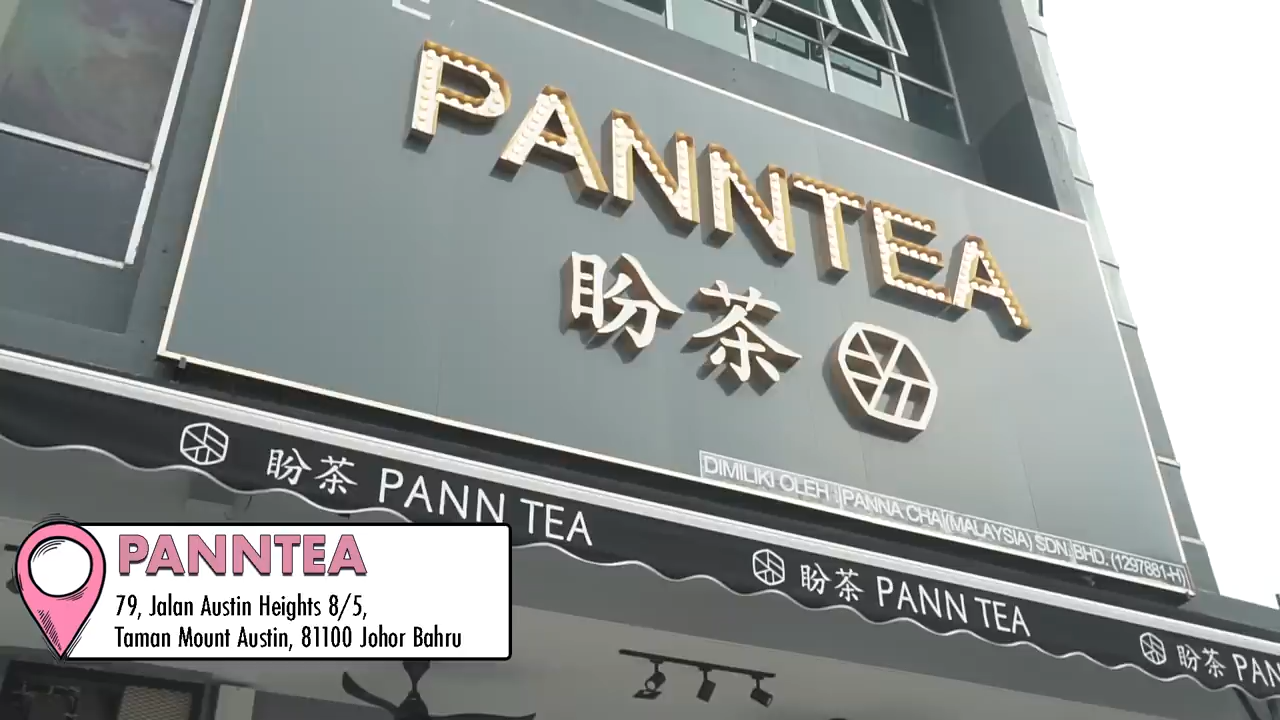 PANNTEA
盼茶
DIMILIKI OLEH : PANNA CHA (MALAYSIA) SDN. BHD. (1297881-H)
盼茶 PANN TEA
盼茶 PANN TEA
盼茶 PAN
PANNTEA
79, Jalan Austin Heights 8/5,
Taman Mount Austin, 81100 Johor Bahru